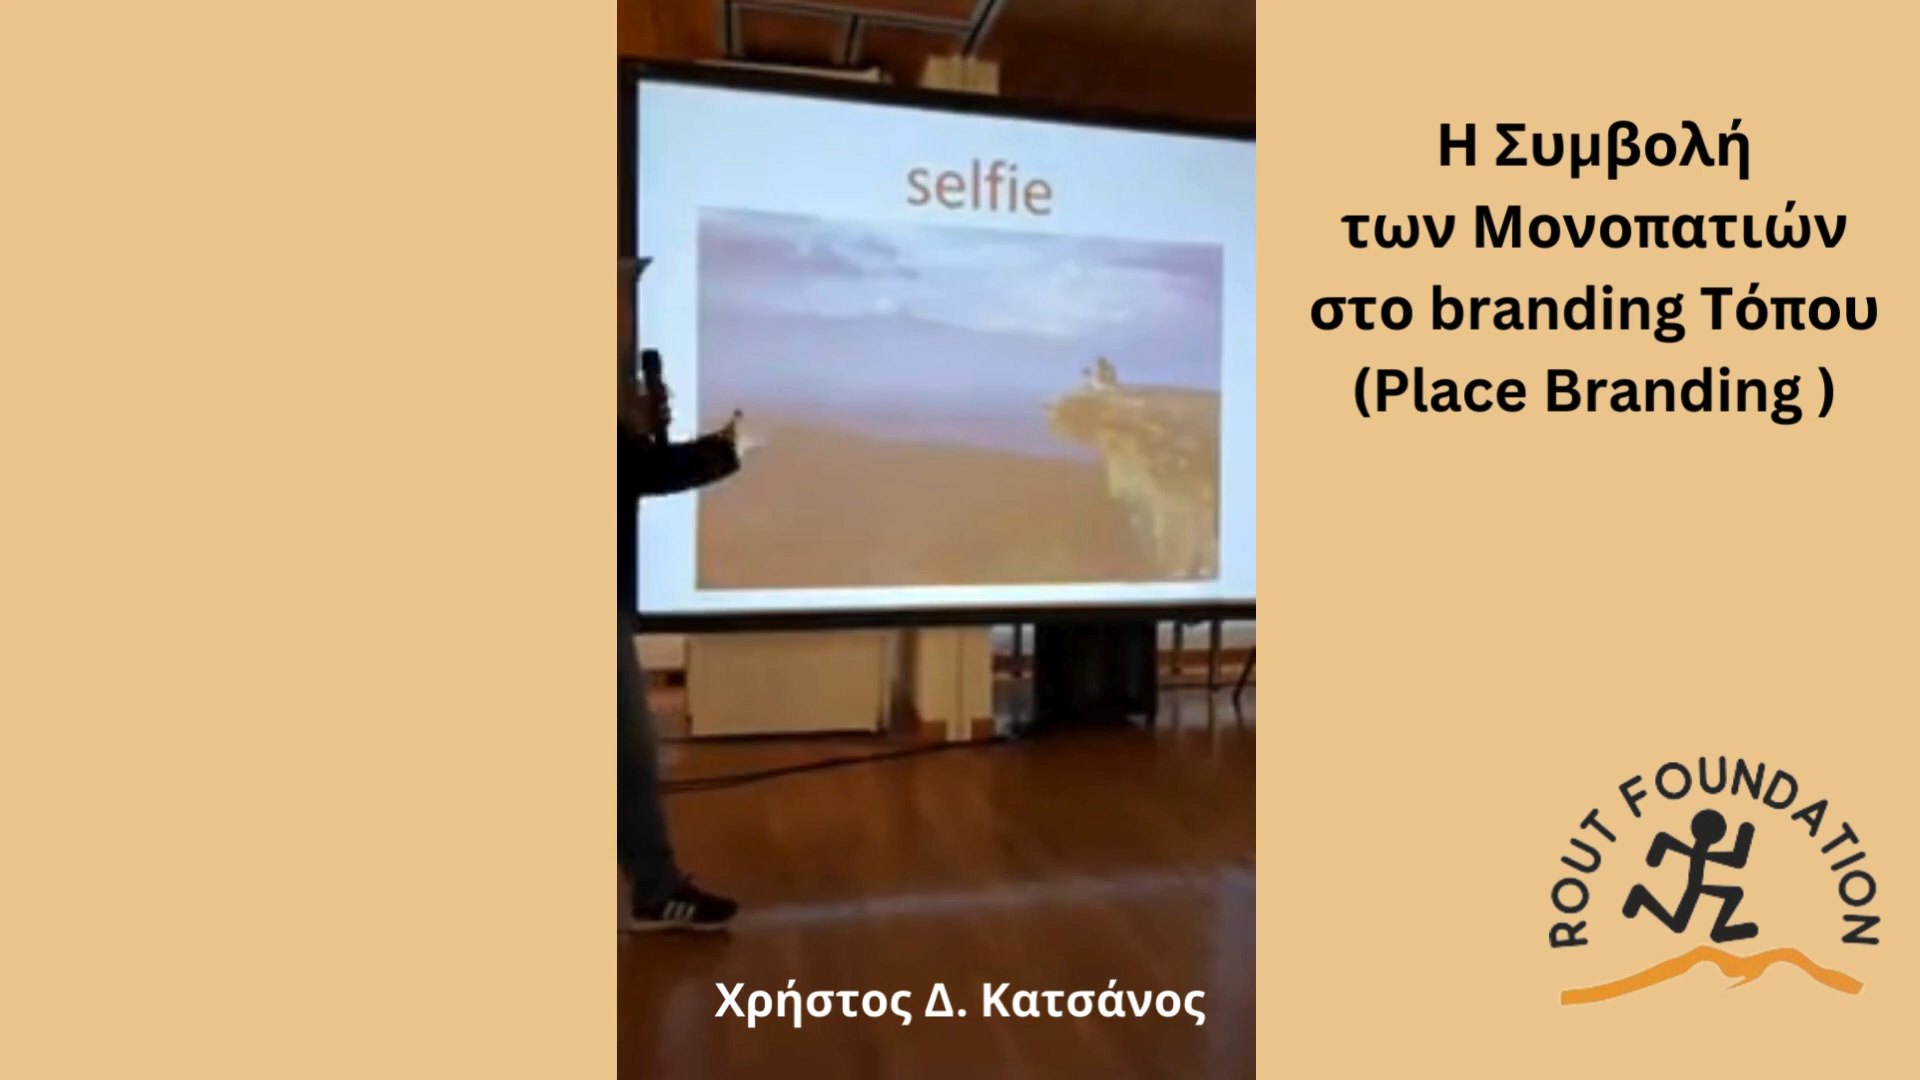 selfie
Η Συμβολή
των Μονοπατιών
στο branding Τόπου
(Place Branding )
ROUT FOUNDATION
Χρήστος Δ. Κατσάνος